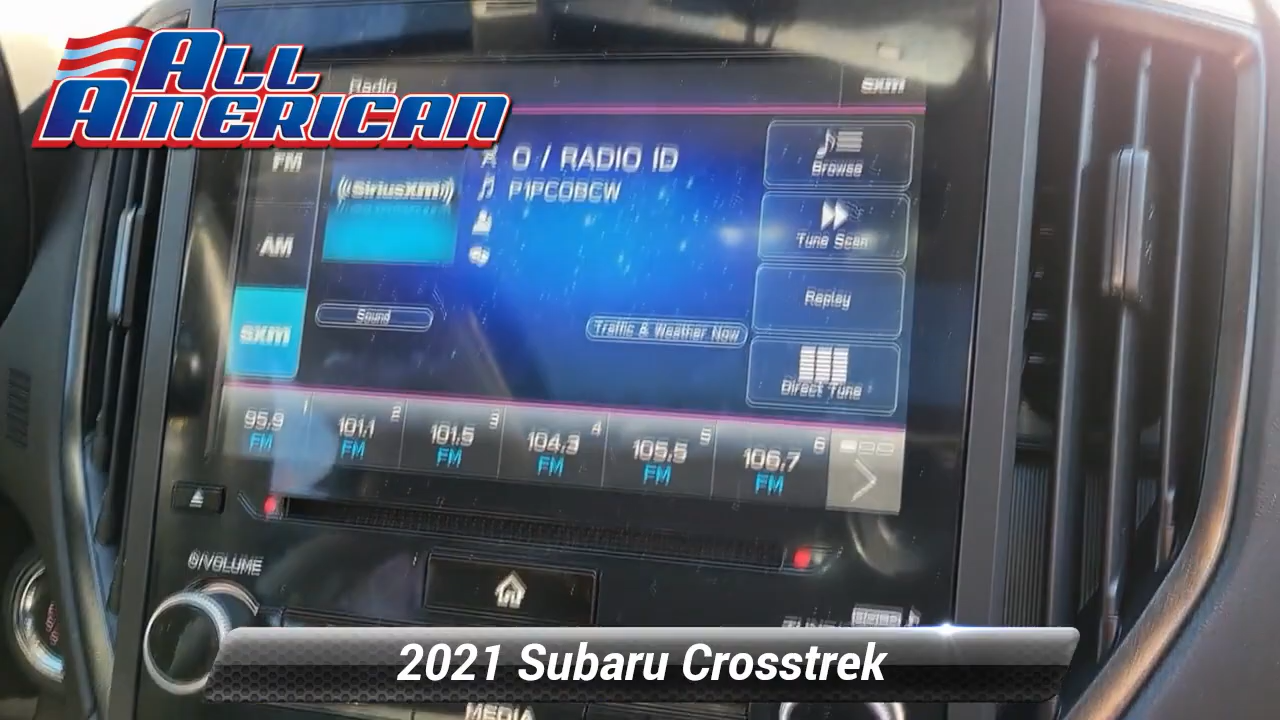 ALL
AMERICAN
Radio
SXM
FM
((SiriusXM))
0 / RADIO ID
P1PCOBCW
Browse
AM
Tune Scan
SXM
Sound
Traffic & Weather Now
Replay
Direct Tune
1 2 3 4 5 6
95.9 101.1 101.5 104.3 105.5 106.7
FM FM FM FM FM FM
VOLUME
2021 Subaru Crosstrek
MEDIA